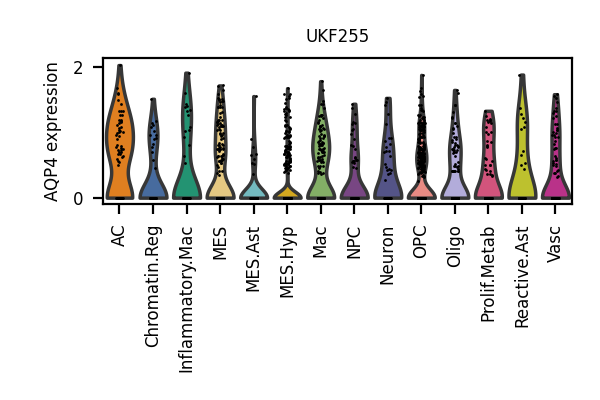 UKF255
AQP4 expression
2
0
AC
Chromatin.Reg
Inflammatory.Mac
MES
MES.Ast
MES.Hyp
Mac
NPC
Neuron
OPC
Oligo
Prolif.Metab
Reactive.Ast
Vasc